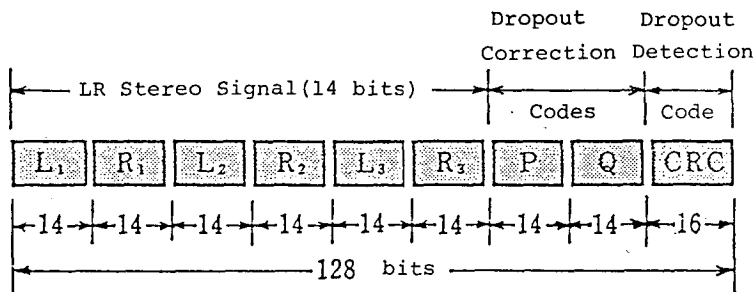 Dropout Dropout
Correction Detection
LR Stereo Signal(14 bits)
Codes Code
L₁ R₁ L₂ R₂ L₃ R₃ P Q CRC
14 14 14 14 14 14 14 14 16
128 bits